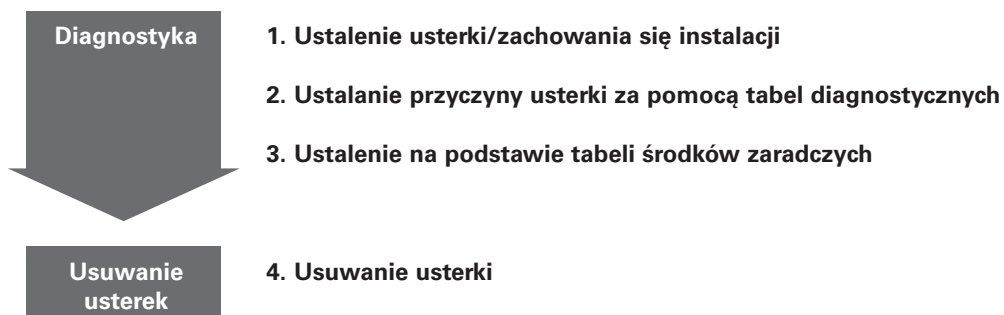 Diagnostyka
1. Ustalenie usterki/zachowania się instalacji
2. Ustalanie przyczyny usterki za pomocą tabel diagnostycznych
3. Ustalenie na podstawie tabeli środków zaradczych
Usuwanie
usterek
4. Usuwanie usterki